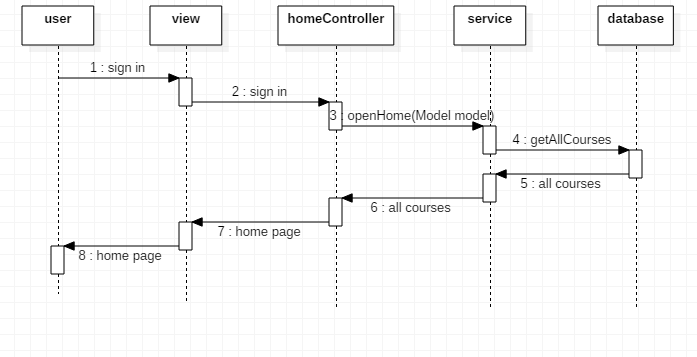 user
view
homeController
service
database
1 : sign in
2 : sign in
3 : openHome(Model model)
4 : getAllCourses
5 : all courses
6 : all courses
7 : home page
8 : home page